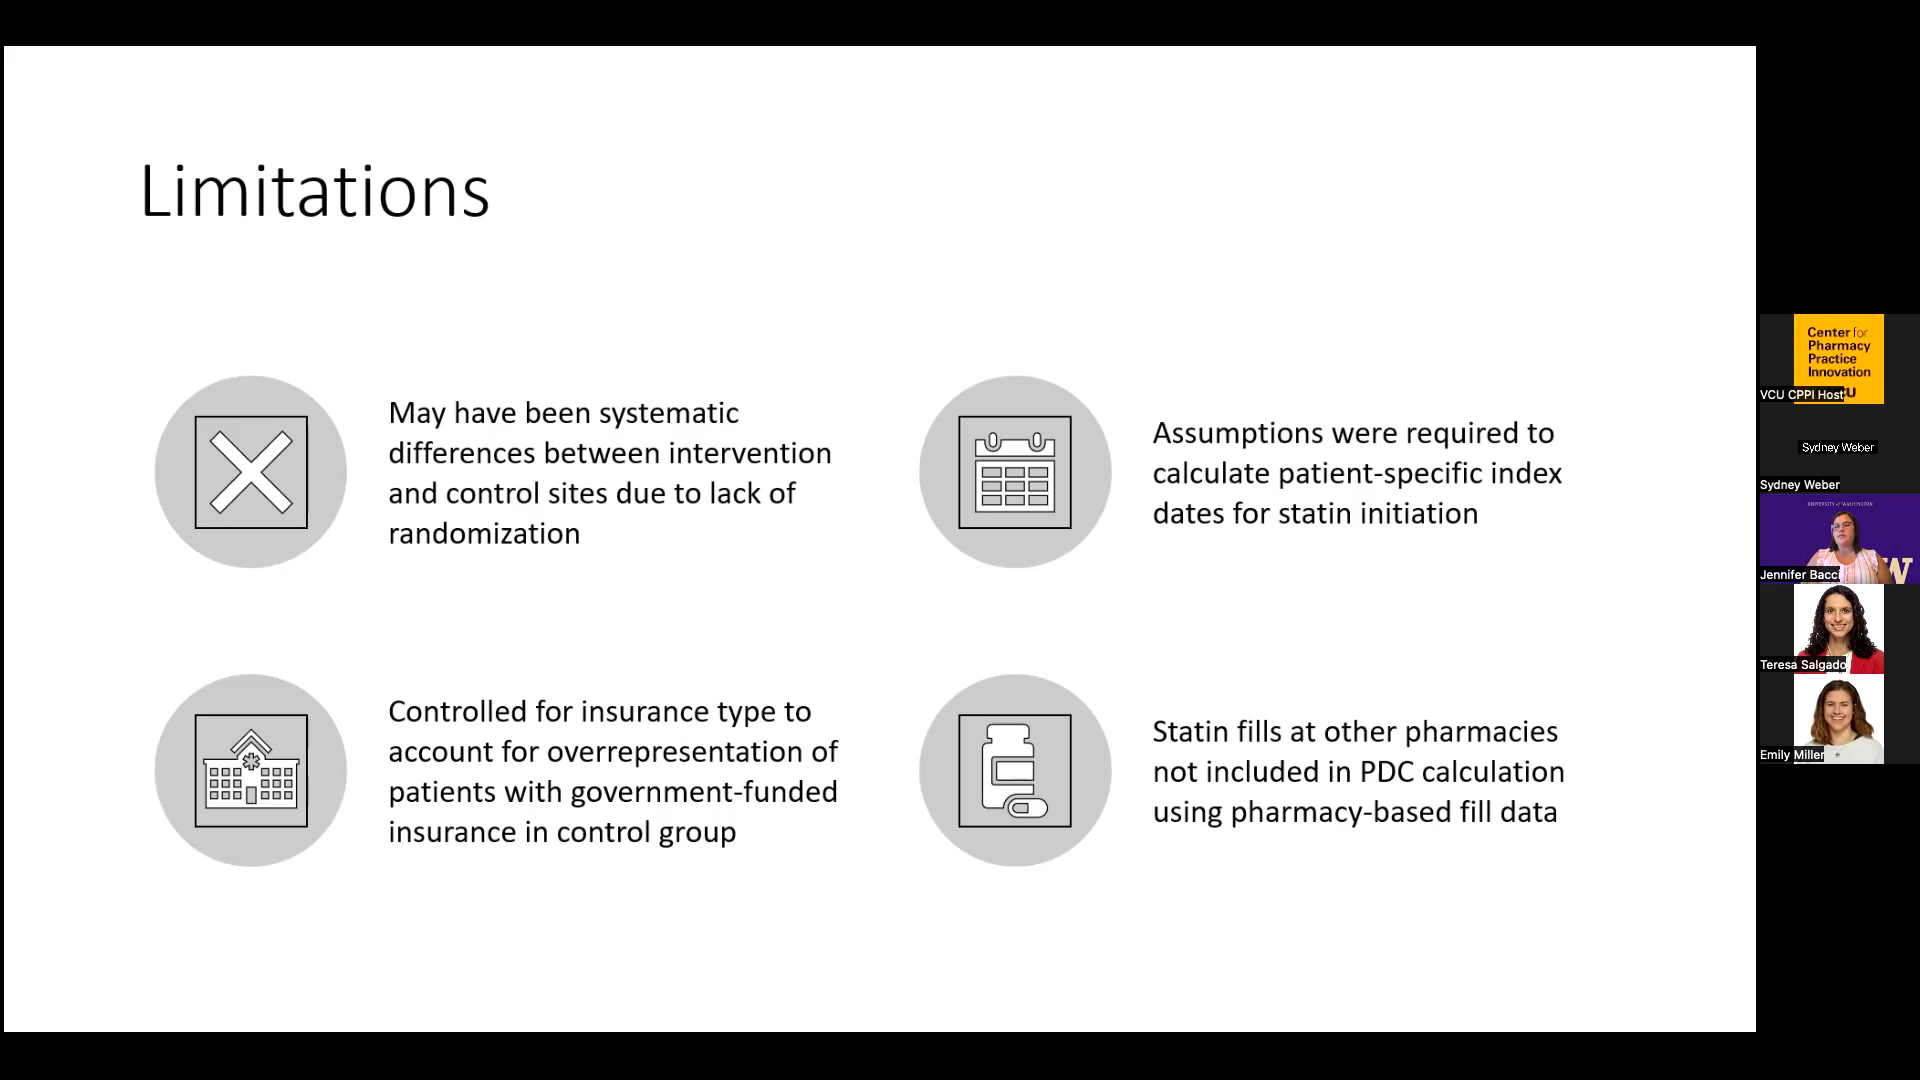 Limitations
May have been systematic
differences between intervention
and control sites due to lack of
randomization
Assumptions were required to
calculate patient-specific index
dates for statin initiation
Controlled for insurance type to
account for overrepresentation of
patients with government-funded
insurance in control group
Statin fills at other pharmacies
not included in PDC calculation
using pharmacy-based fill data
Center for
Pharmacy
Practice
Innovation
VCU CPPI Host
Sydney Weber
Sydney Weber
UNIVERSITY of WASHINGTON
W
Jennifer Bacci
Teresa Salgado
Emily Miller